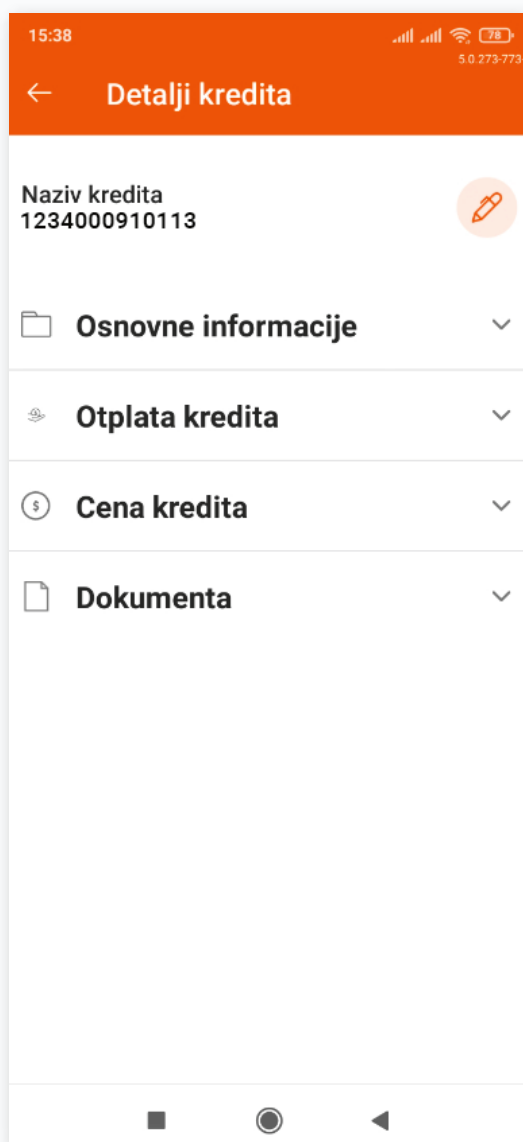 15:38
78
5.0.273-773
Detalji kredita
Naziv kredita
1234000910113
Osnovne informacije
Otplata kredita
$ Cena kredita
Dokumenta